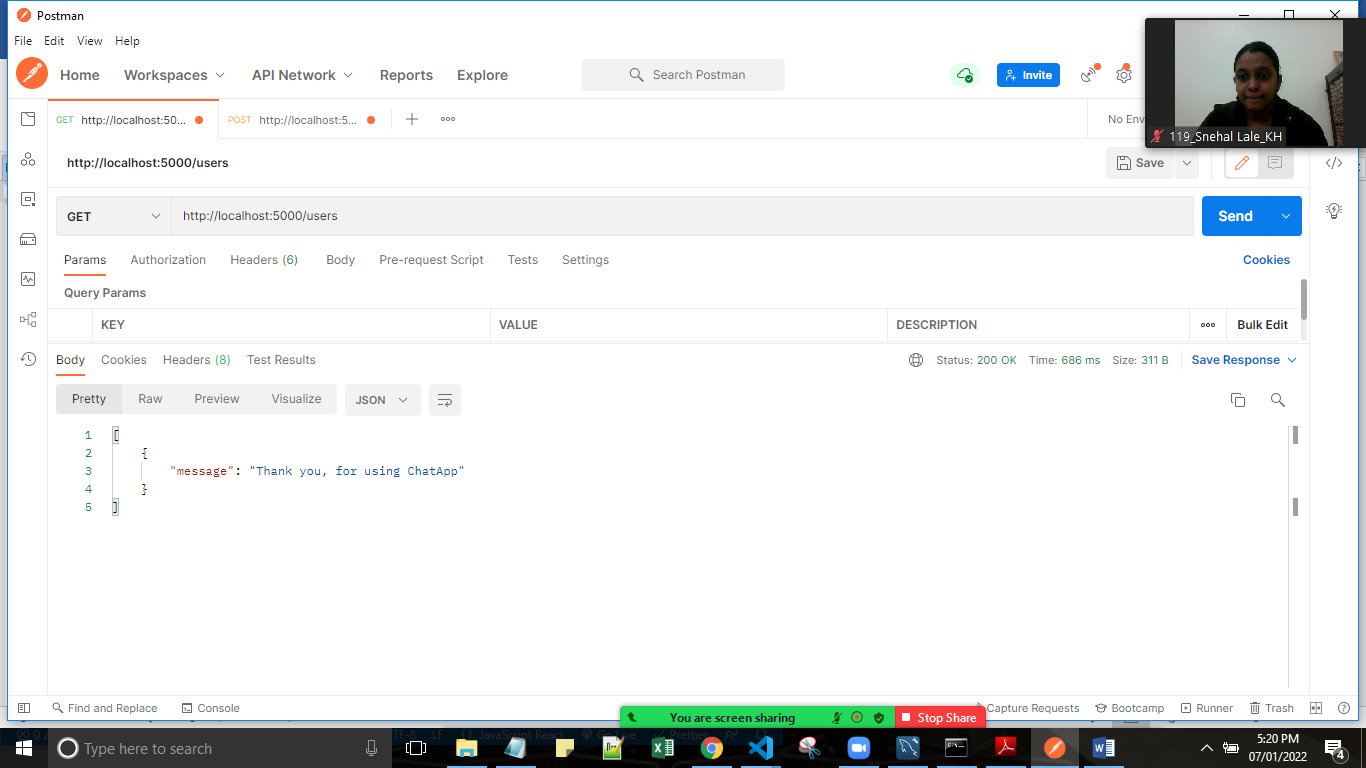 Postman
File Edit View Help
Home Workspaces API Network Reports Explore Search Postman Invite
GET http://localhost:50... POST http://localhost:5... No Env
119_Snehal Lale_KH
http://localhost:5000/users Save
GET http://localhost:5000/users Send
Params Authorization Headers (6) Body Pre-request Script Tests Settings Cookies
Query Params
KEY VALUE DESCRIPTION Bulk Edit
Body Cookies Headers (8) Test Results Status: 200 OK Time: 686 ms Size: 311 B Save Response
Pretty Raw Preview Visualize JSON
1 [
2 {
3 "message": "Thank you, for using ChatApp"
4 }
5 ]
Find and Replace Console Capture Requests Bootcamp Runner Trash
You are screen sharing Stop Share
Type here to search
5:20 PM
07/01/2022
4